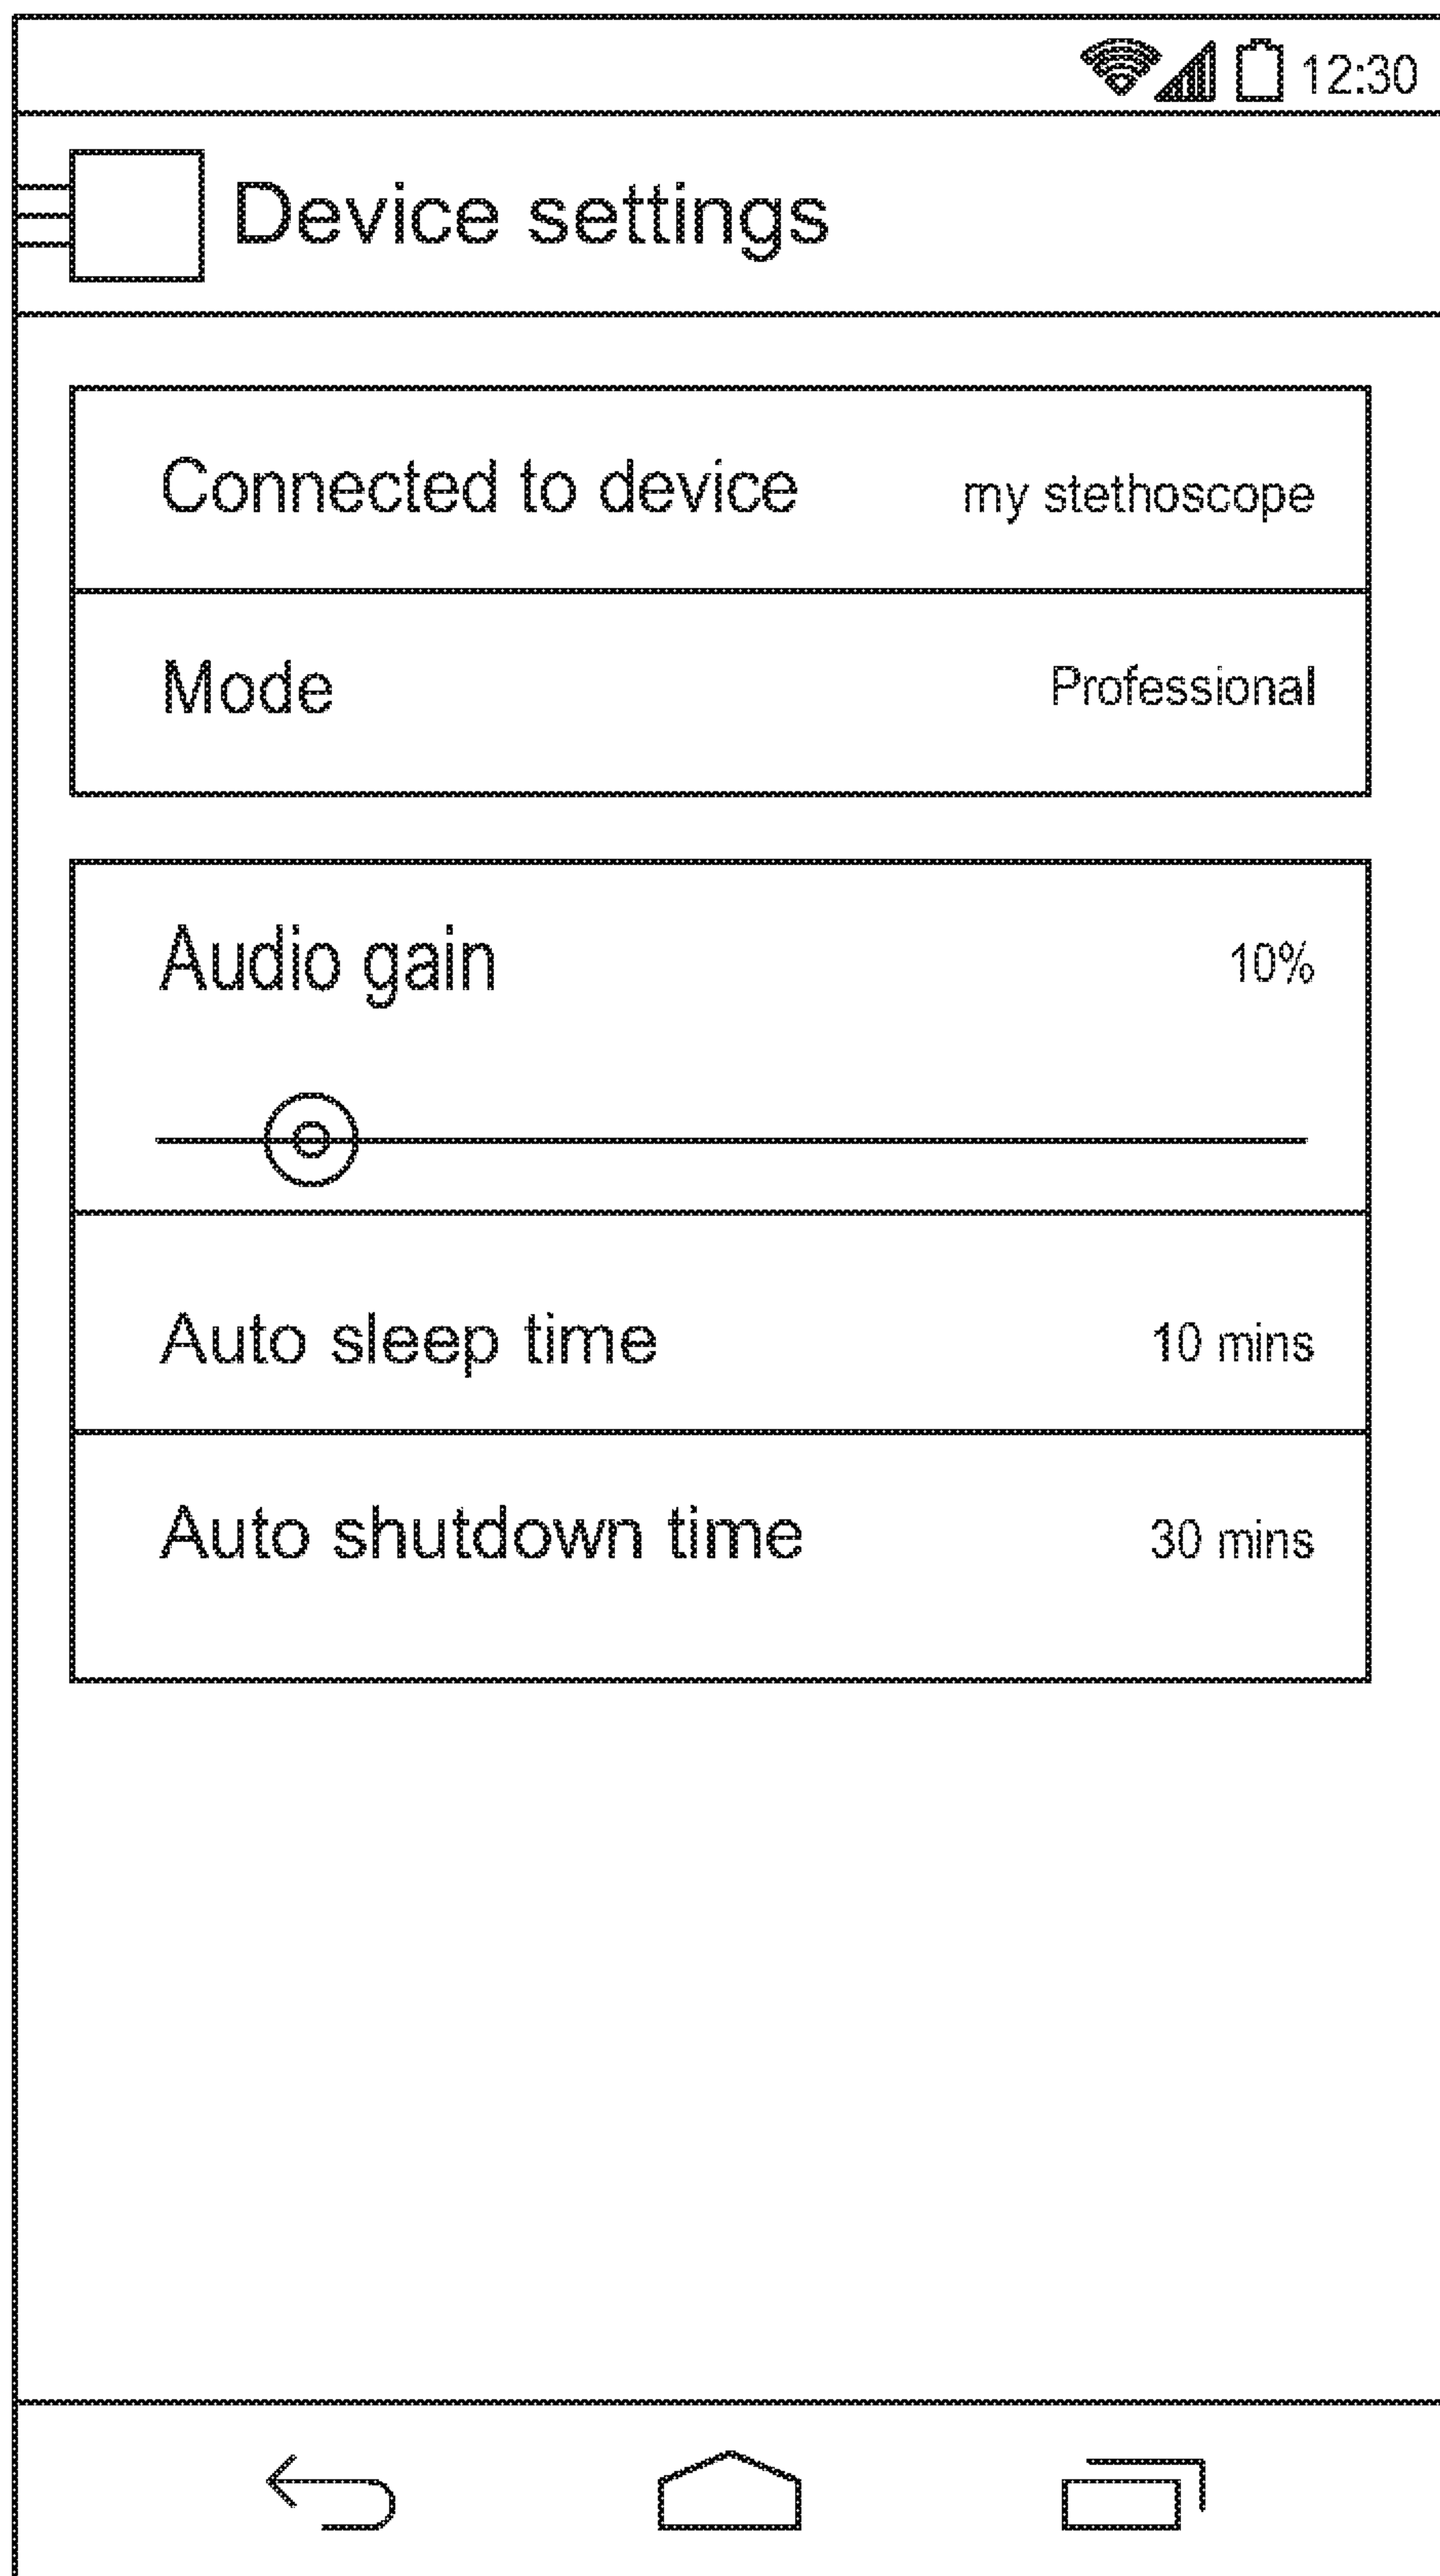 12:30
Device settings
Connected to device my stethoscope
Mode Professional
Audio gain 10%
Auto sleep time 10 mins
Auto shutdown time 30 mins